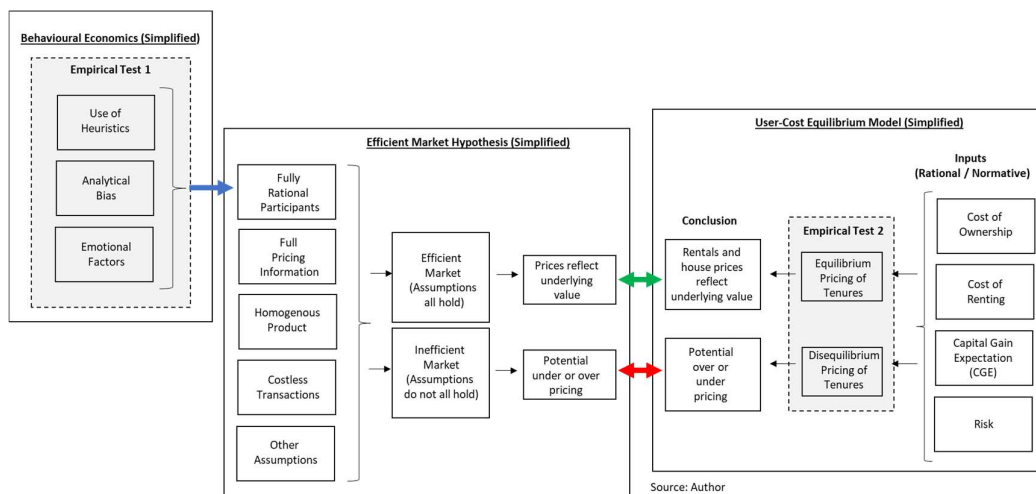 Behavioural Economics (Simplified)
Empirical Test 1
Use of
Heuristics
Analytical
Bias
Emotional
Factors
Efficient Market Hypothesis (Simplified)
Fully
Rational
Participants
Full
Pricing
Information
Homogenous
Product
Costless
Transactions
Other
Assumptions
Efficient
Market
(Assumptions
all hold)
Inefficient
Market
(Assumptions
do not all hold)
Prices reflect
underlying
value
Potential
under or over
pricing
User-Cost Equilibrium Model (Simplified)
Conclusion
Rentals and
house prices
reflect
underlying value
Potential
over or
under
pricing
Empirical Test 2
Equilibrium
Pricing of
Tenures
Disequilibrium
Pricing of
Tenures
Inputs
(Rational / Normative)
Cost of
Ownership
Cost of
Renting
Capital Gain
Expectation
(CGE)
Risk
Source: Author